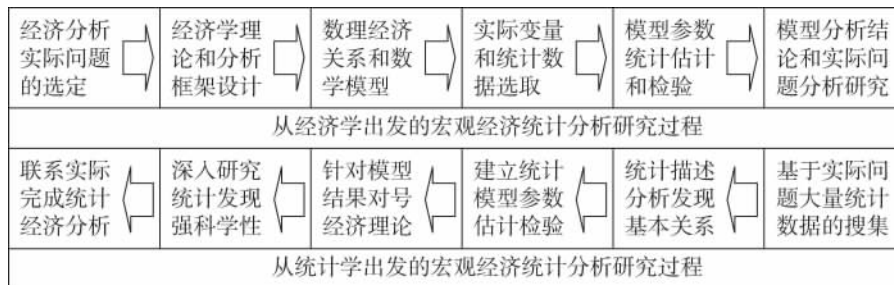 经济分析
实际问题
的选定
经济学理
论和分析
框架设计
数理经济
关系和数
学模型
实际变量
和统计数
据选取
模型参数
统计估计
和检验
模型分析结
论和实际问
题分析研究
从经济学出发的宏观经济统计分析研究过程
联系实际
完成统计
经济分析
深入研究
统计发现
强科学性
针对模型
结果对号
经济理论
建立统计
模型参数
估计检验
统计描述
分析发现
基本关系
基于实际问
题大量统计
数据的搜集
从统计学出发的宏观经济统计分析研究过程